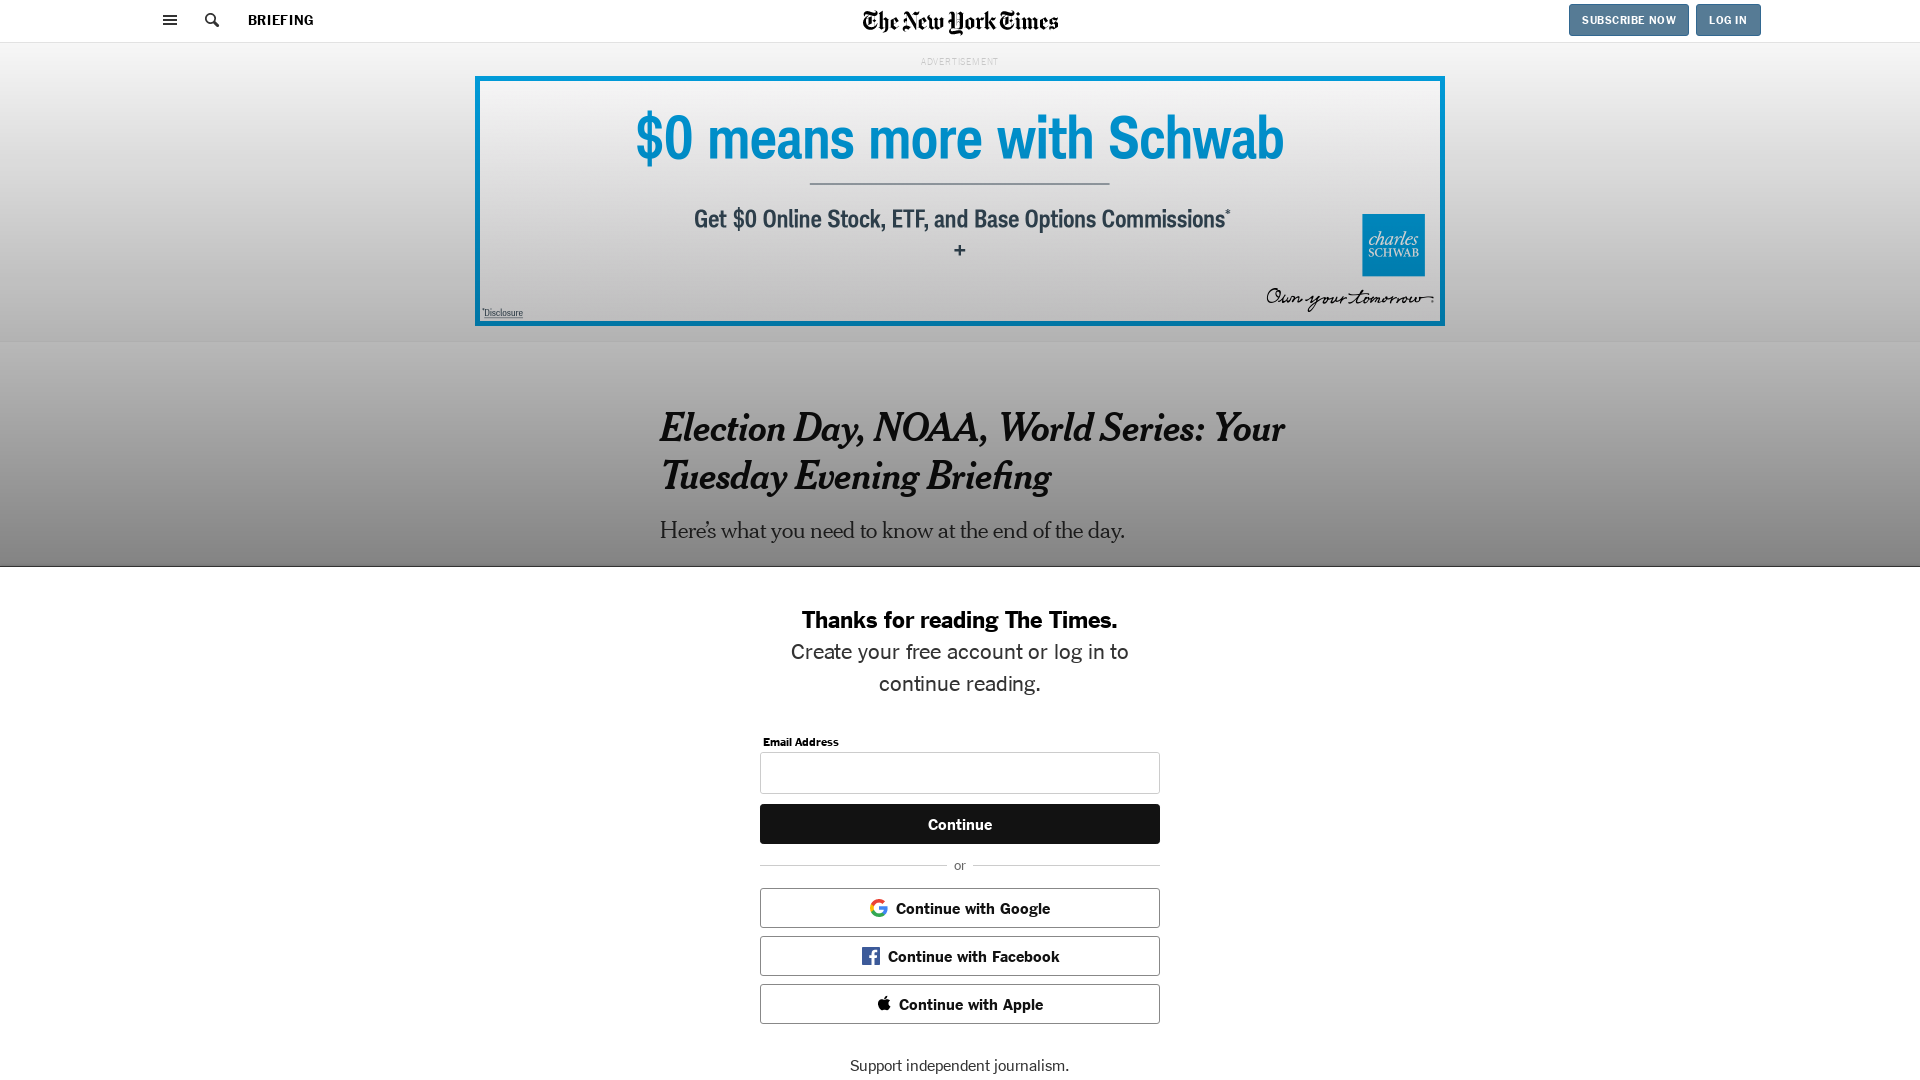 BRIEFING
The New York Times
SUBSCRIBE NOW
LOG IN
ADVERTISEMENT
$0 means more with Schwab
Get $0 Online Stock, ETF, and Base Options Commissions*
+
charles
SCHWAB
Own your tomorrow®
*Disclosure
Election Day, NOAA, World Series: Your
Tuesday Evening Briefing
Here’s what you need to know at the end of the day.
Thanks for reading The Times.
Create your free account or log in to
continue reading.
Email Address
Continue
or
Continue with Google
Continue with Facebook
Continue with Apple
Support independent journalism.